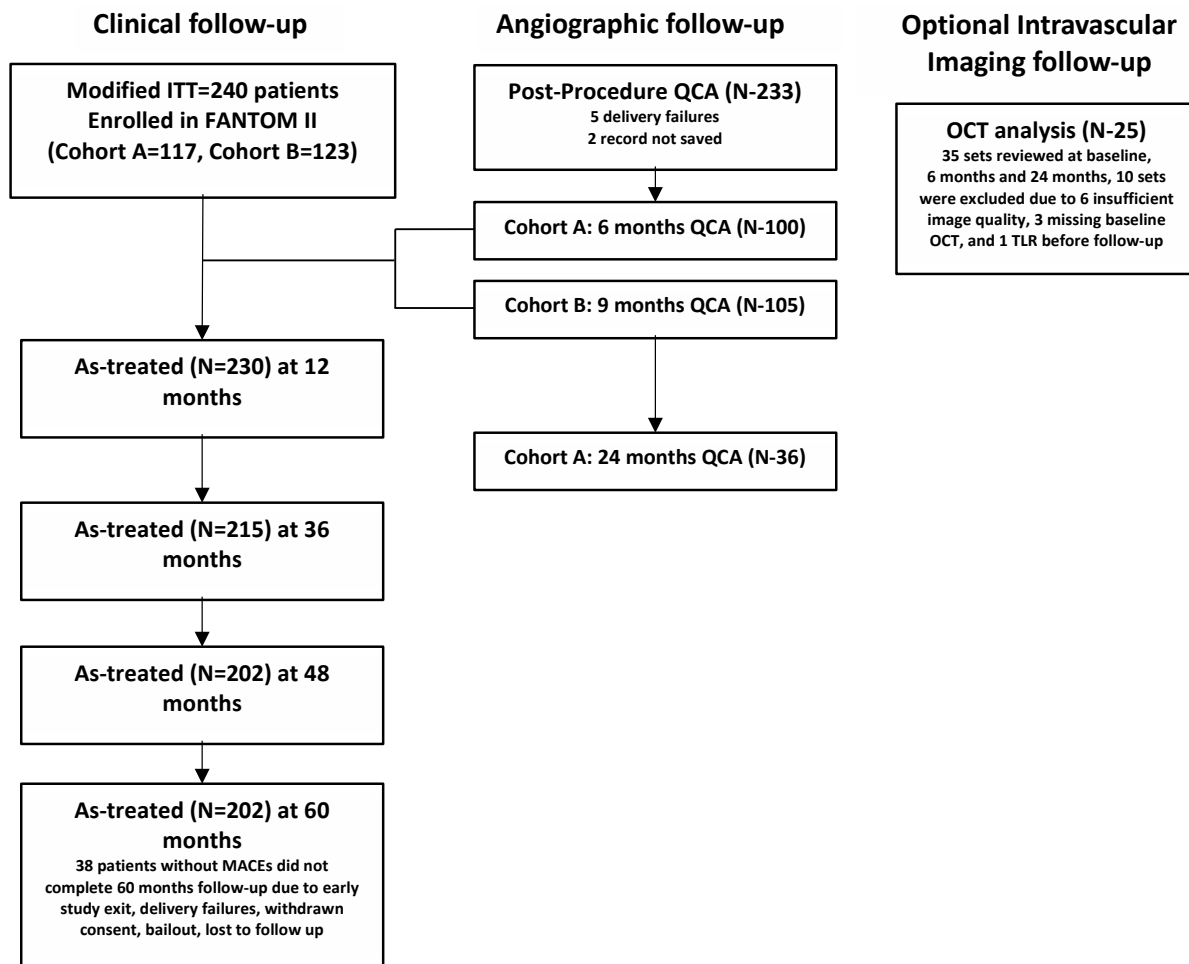 Clinical follow-up
Modified ITT=240 patients
Enrolled in FANTOM II
(Cohort A=117, Cohort B=123)
As-treated (N=230) at 12
months
As-treated (N=215) at 36
months
As-treated (N=202) at 48
months
As-treated (N=202) at 60
months
38 patients without MACEs did not
complete 60 months follow-up due to early
study exit, delivery failures, withdrawn
consent, bailout, lost to follow up
Angiographic follow-up
Post-Procedure QCA (N-233)
5 delivery failures
2 record not saved
Cohort A: 6 months QCA (N-100)
Cohort B: 9 months QCA (N-105)
Cohort A: 24 months QCA (N-36)
Optional Intravascular
Imaging follow-up
OCT analysis (N-25)
35 sets reviewed at baseline,
6 months and 24 months, 10 sets
were excluded due to 6 insufficient
image quality, 3 missing baseline
OCT, and 1 TLR before follow-up